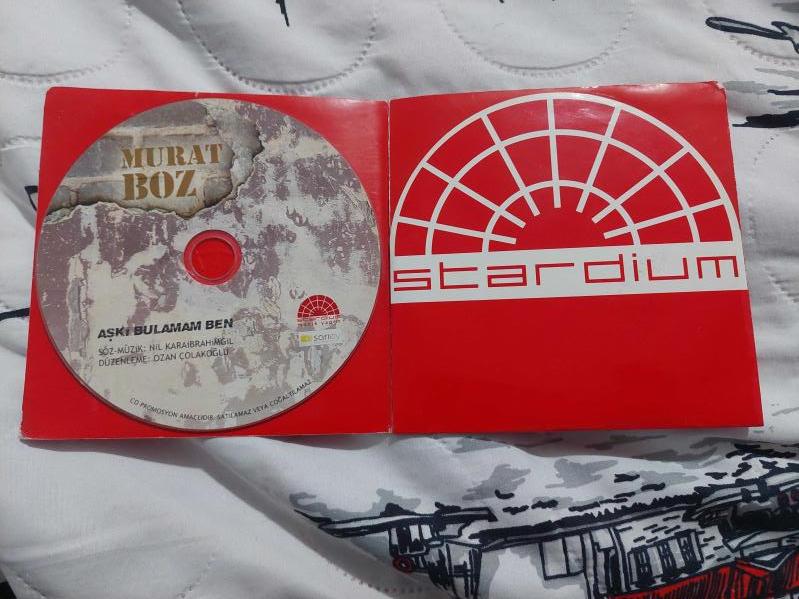 MURAT
BOZ
AŞKI BULAMAM BEN
SÖZ-MÜZİK: NİL KARAİBRAHİMGİL
DÜZENLEME: OZAN ÇOLAKOĞLU
CD PROMOSYON AMAÇLIDIR, SATILAMAZ VEYA ÇOĞALTILAMAZ
stardium